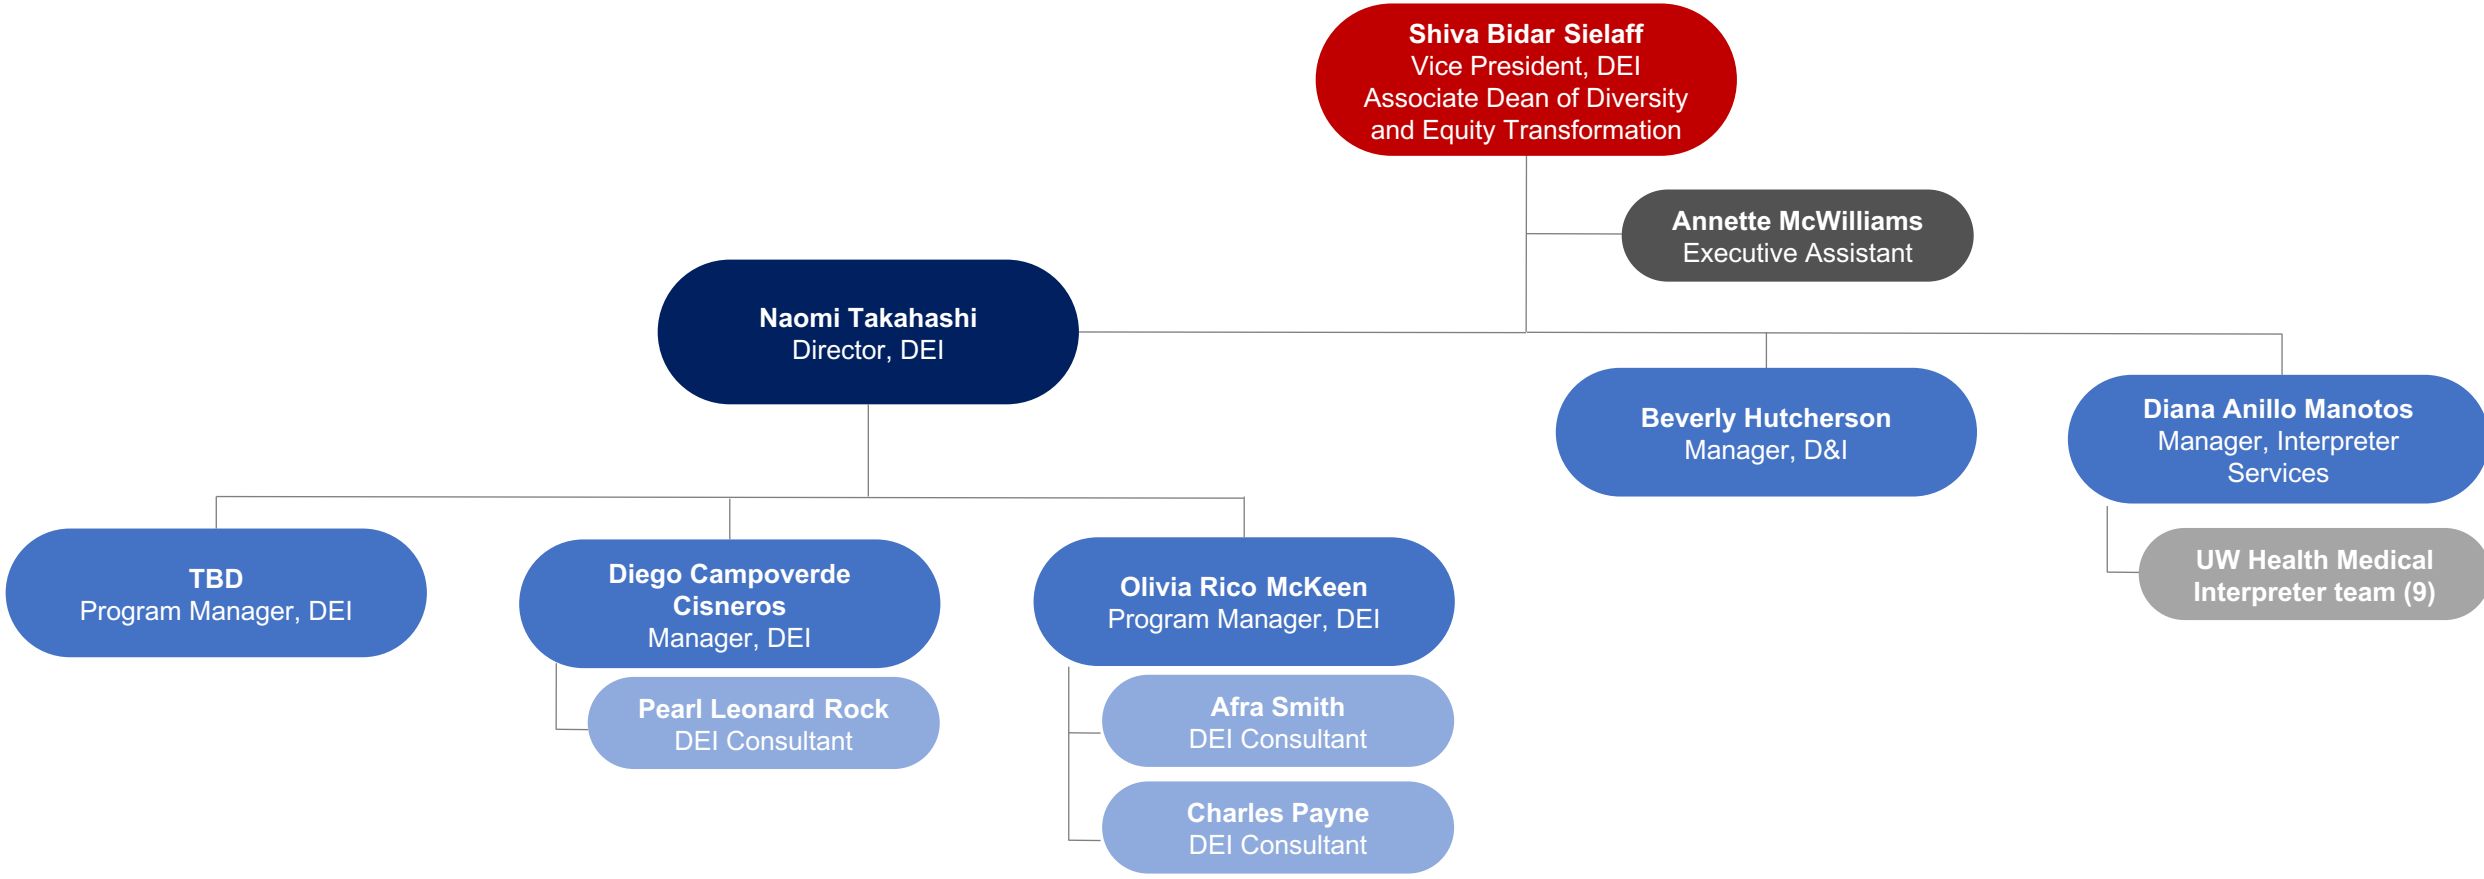 Shiva Bidar Sielaff
Vice President, DEI
Associate Dean of Diversity
and Equity Transformation
Annette McWilliams
Executive Assistant
Naomi Takahashi
Director, DEI
Beverly Hutcherson
Manager, D&I
Diana Anillo Manotos
Manager, Interpreter
Services
TBD
Program Manager, DEI
Diego Campoverde
Cisneros
Manager, DEI
Olivia Rico McKeen
Program Manager, DEI
UW Health Medical
Interpreter team (9)
Pearl Leonard Rock
DEI Consultant
Afra Smith
DEI Consultant
Charles Payne
DEI Consultant